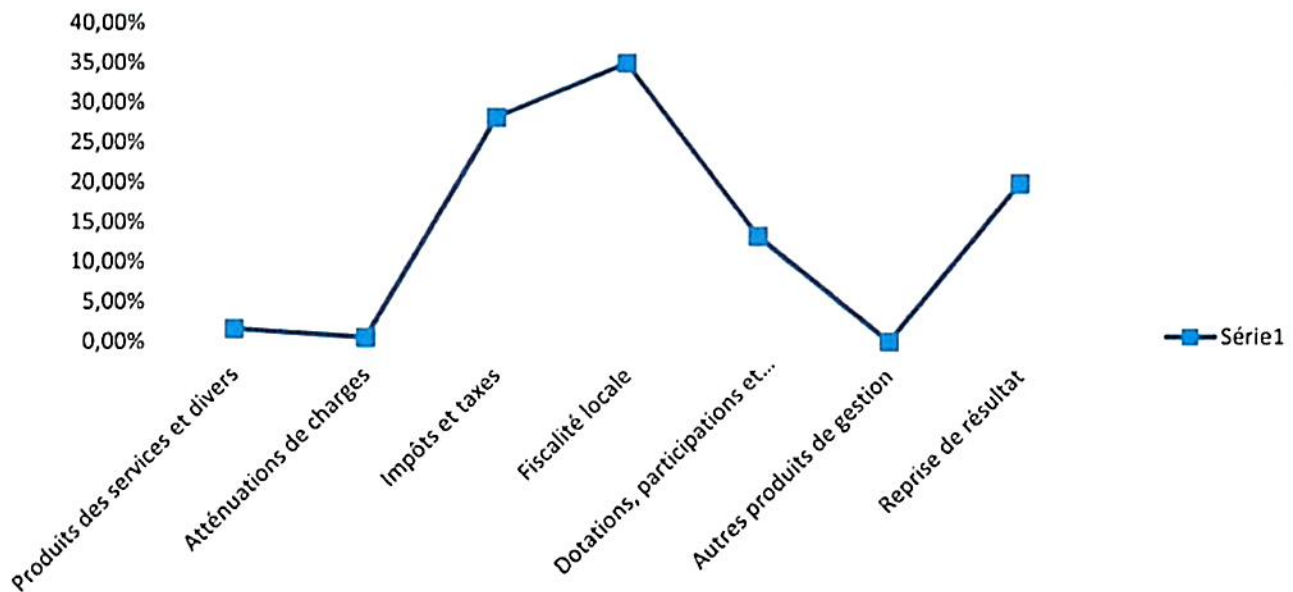 40,00%
35,00%
30,00%
25,00%
20,00%
15,00%
10,00%
5,00%
0,00%
Produits des services et divers
Atténuations de charges
Impôts et taxes
Fiscalité locale
Dotations, participations et...
Autres produits de gestion
Reprise de résultat
Série1